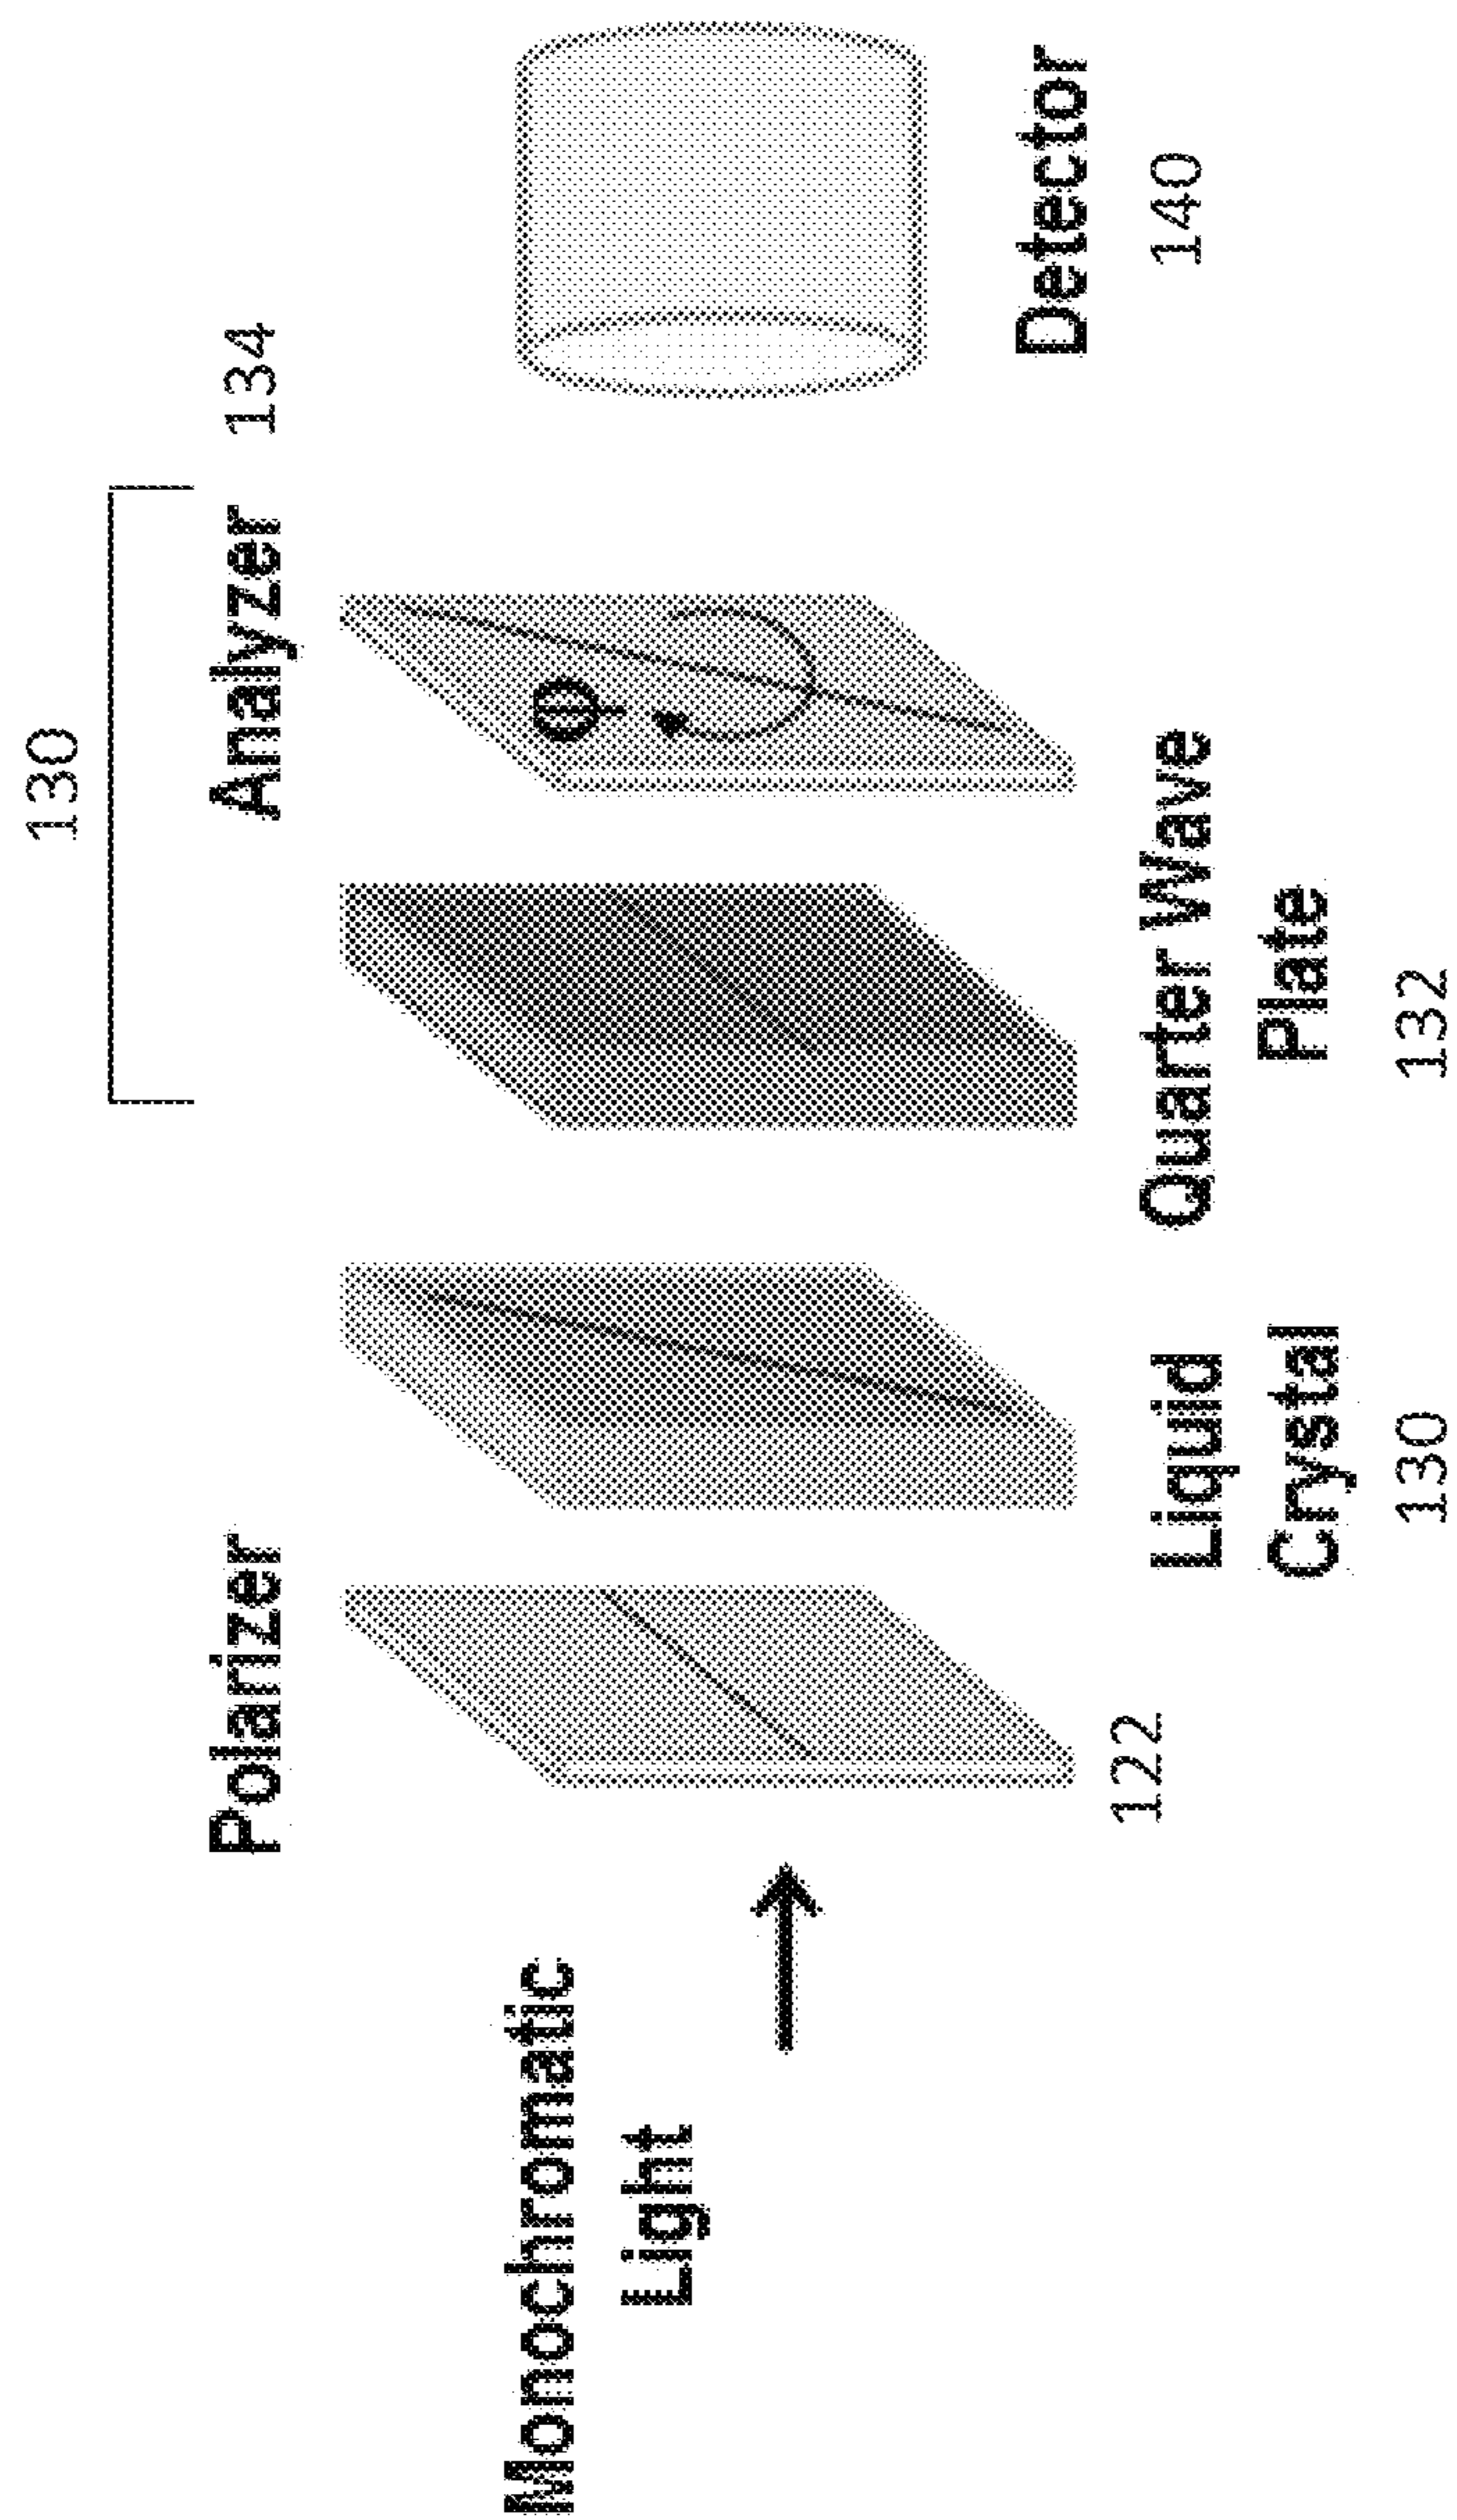 130
Polarizer
Analyzer
134
Monochromatic
Light
φ
Detector
140
122
Liquid
Crystal
130
Quarter Wave
Plate
132